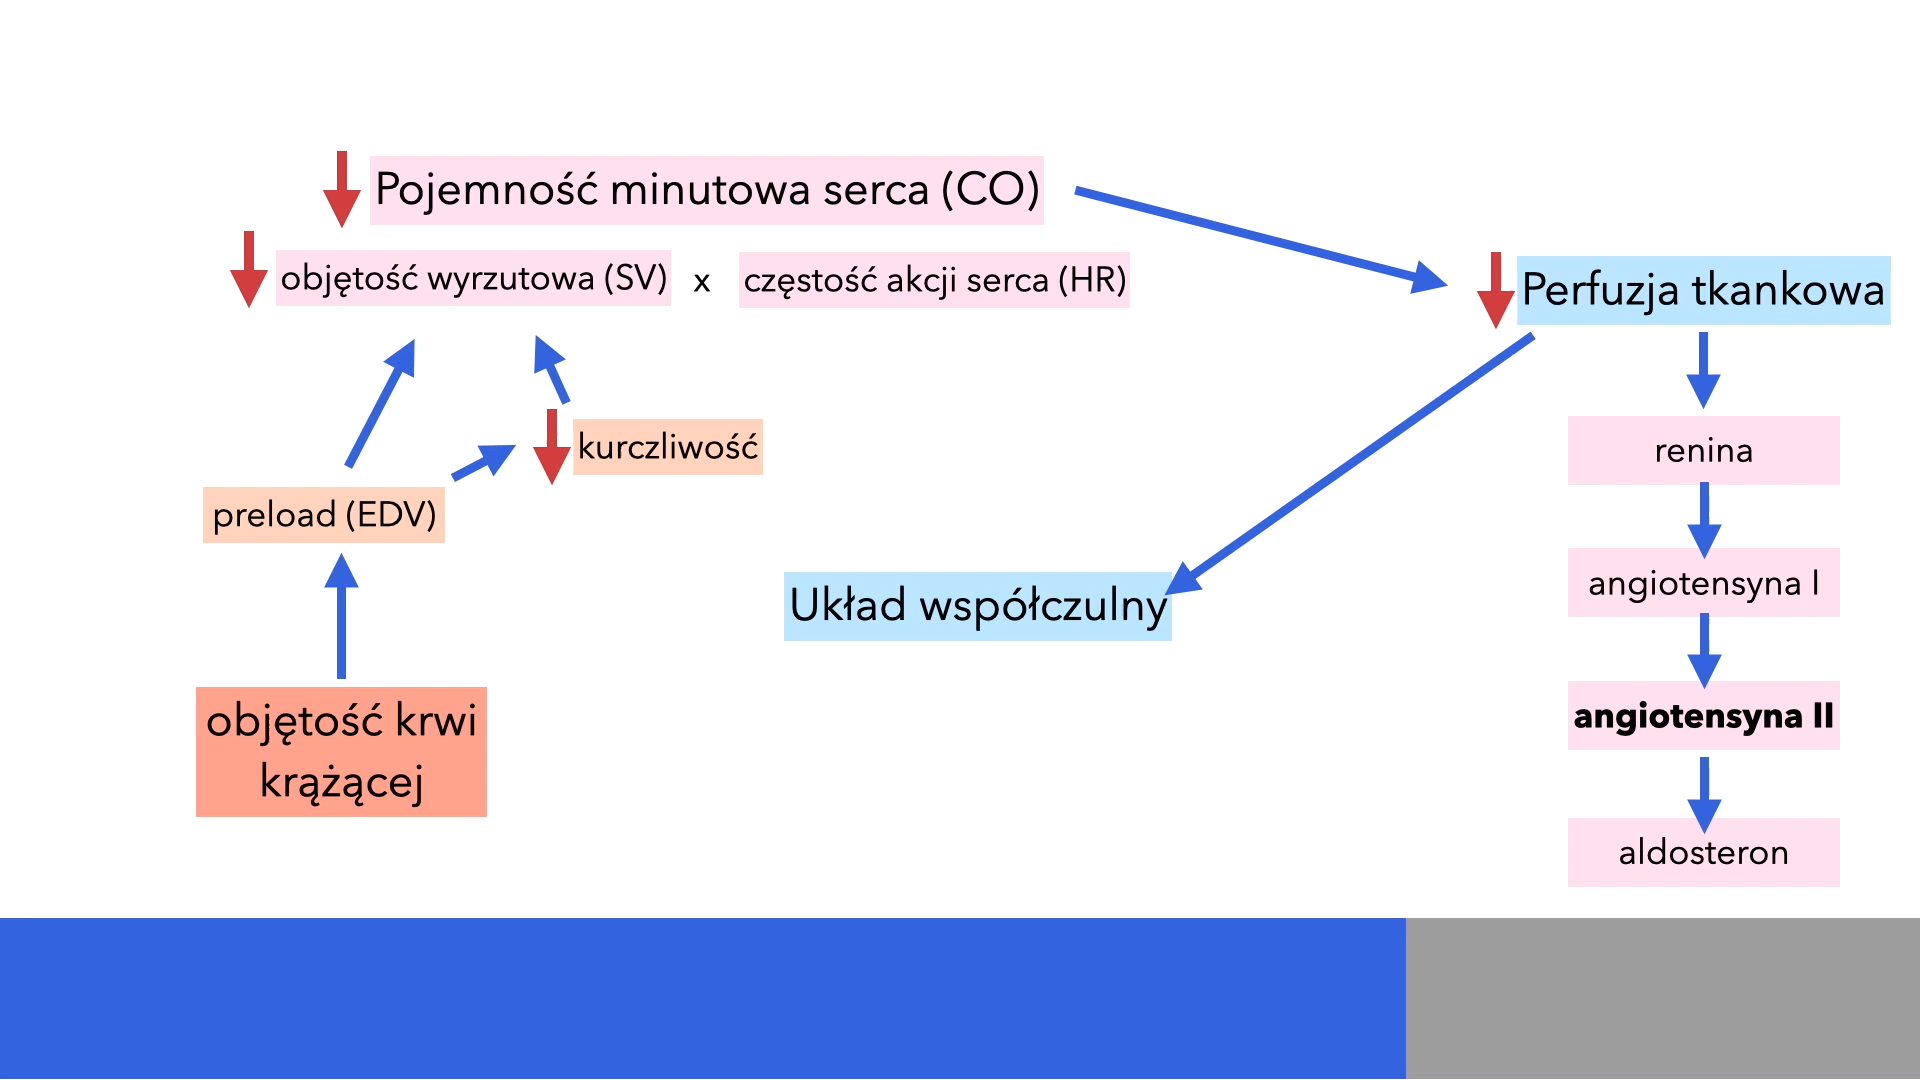 Pojemność minutowa serca (CO)
objętość wyrzutowa (SV) x częstość akcji serca (HR)
Perfuzja tkankowa
kurczliwość
renina
preload (EDV)
angiotensyna I
Układ współczulny
objętość krwi
krążącej
angiotensyna II
aldosteron